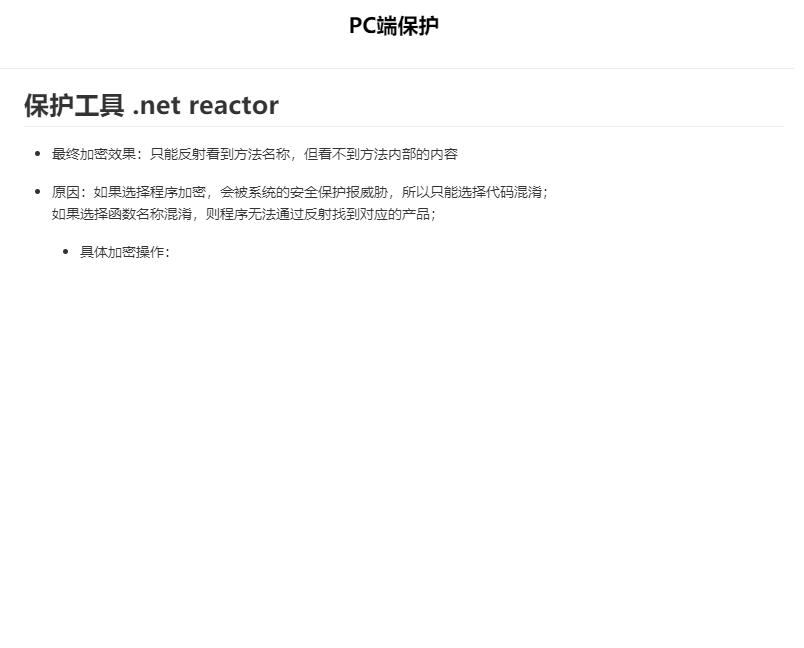 PC端保护
保护工具 .net reactor
最终加密效果：只能反射看到方法名称，但看不到方法内部的内容
原因：如果选择程序加密，会被系统的安全保护报威胁，所以只能选择代码混淆；
如果选择函数名称混淆，则程序无法通过反射找到对应的产品；
具体加密操作：